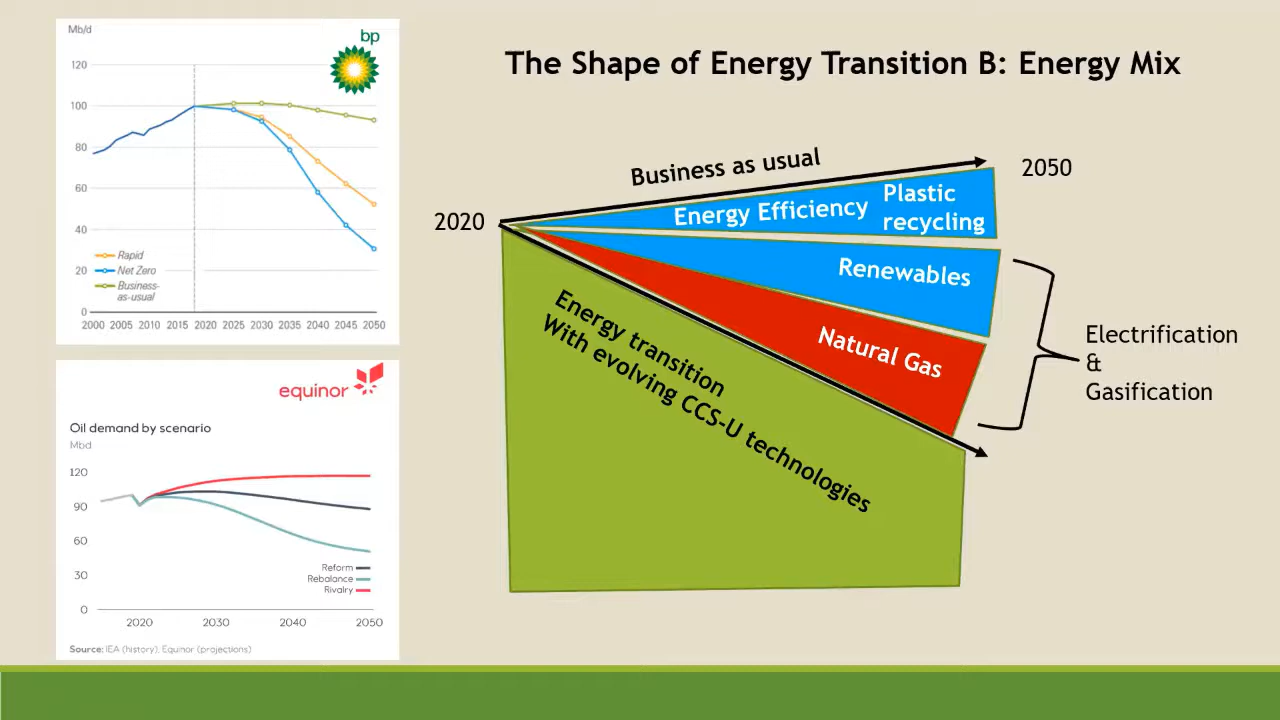 The Shape of Energy Transition B: Energy Mix
Mb/d
bp
120
100
80
60
40
20
0
Rapid
Net Zero
Business-
as-usual
2000 2005 2010 2015 2020 2025 2030 2035 2040 2045 2050
equinor
Oil demand by scenario
Mbd
120
90
60
30
0
Reform
Rebalance
Rivalry
2020 2030 2040 2050
Source: IEA (history), Equinor (projections)
2020
Business as usual
2050
Energy Efficiency
Plastic
recycling
Renewables
Natural Gas
Energy transition
With evolving CCS-U technologies
Electrification
&
Gasification